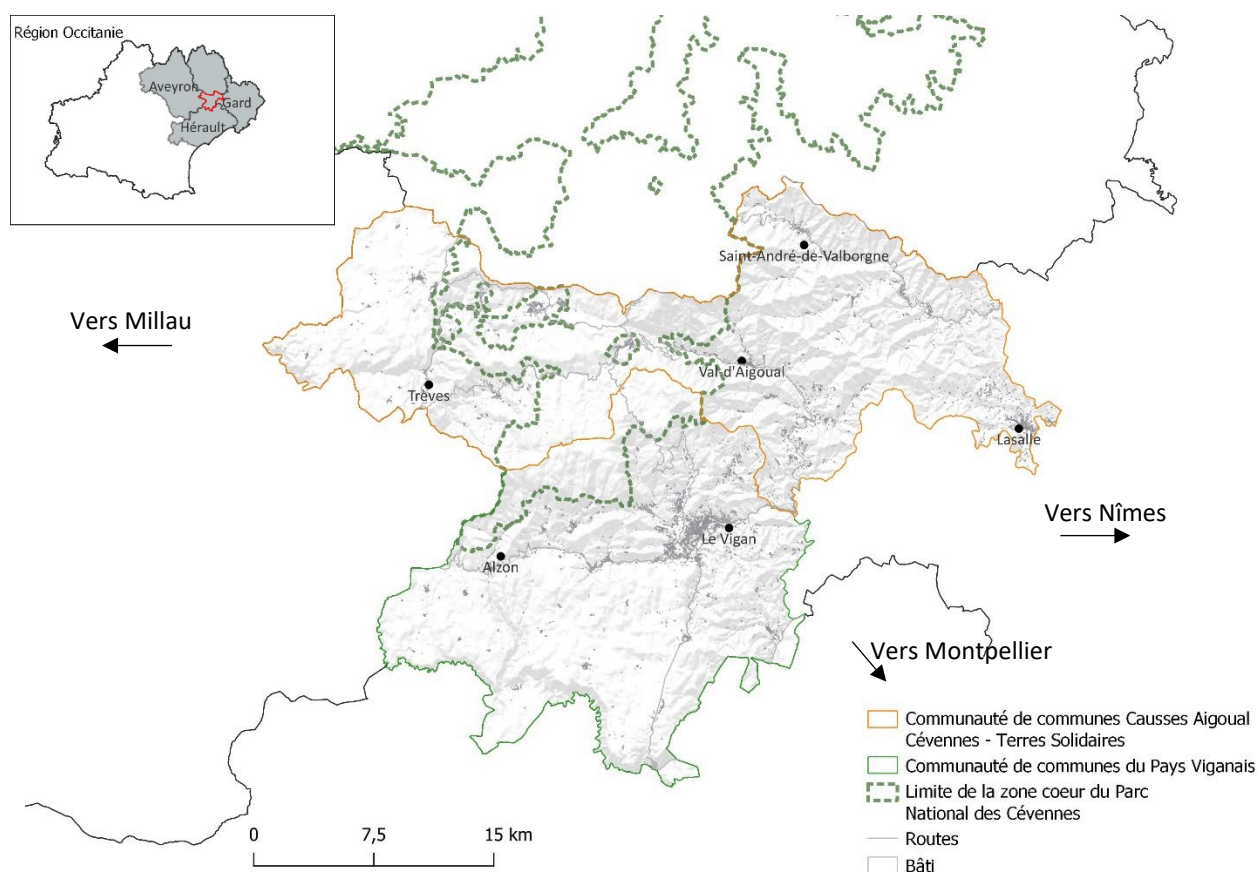 Région Occitanie
Aveyron
Gard
Hérault
Saint-André-de-Valborgne
Vers Millau
Val-d'Aigoual
Trèves
Lasalle
Vers Nîmes
Le Vigan
Alzon
Vers Montpellier
Communauté de communes Causses Aigoual
Cévennes - Terres Solidaires
Communauté de communes du Pays Viganais
Limite de la zone coeur du Parc
National des Cévennes
Routes
Bâti
0 7,5 15 km